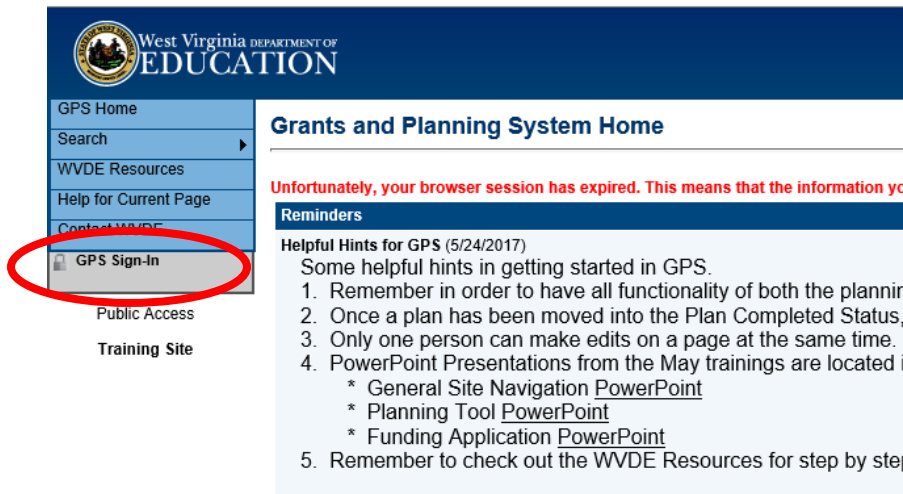 West Virginia DEPARTMENT OF
EDUCATION
GPS Home
Search
WVDE Resources
Help for Current Page
Contact WVDE
GPS Sign-In
Public Access
Training Site
Grants and Planning System Home
Unfortunately, your browser session has expired. This means that the information yo
Reminders
Helpful Hints for GPS (5/24/2017)
Some helpful hints in getting started in GPS.
1. Remember in order to have all functionality of both the plannin
2. Once a plan has been moved into the Plan Completed Status,
3. Only one person can make edits on a page at the same time.
4. PowerPoint Presentations from the May trainings are located i
* General Site Navigation PowerPoint
* Planning Tool PowerPoint
* Funding Application PowerPoint
5. Remember to check out the WVDE Resources for step by step